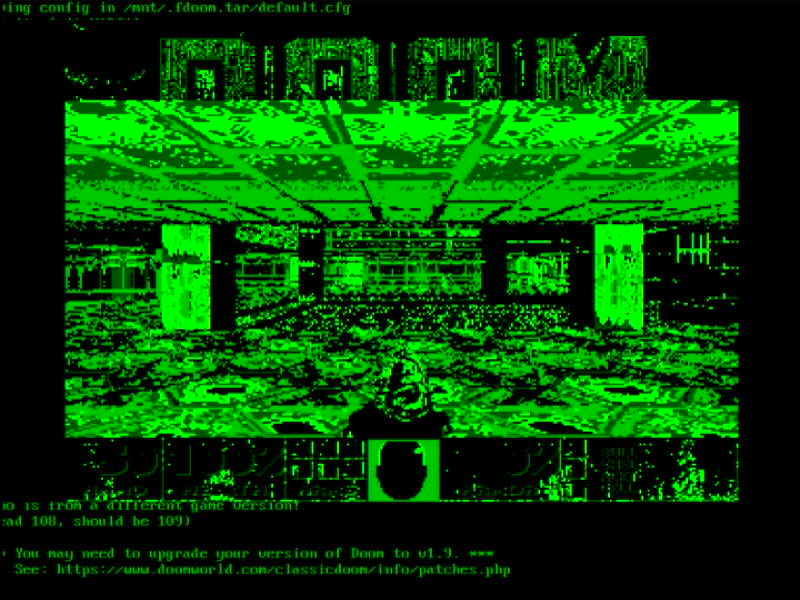 ving config in /mnt/.fdoom.tar/default.cfg
DOOM
is from a different game version!
ead 108, should be 109)
You may need to upgrade your version of Doom to v1.9. ***
See: https://www.doomworld.com/classicdoom/info/patches.php